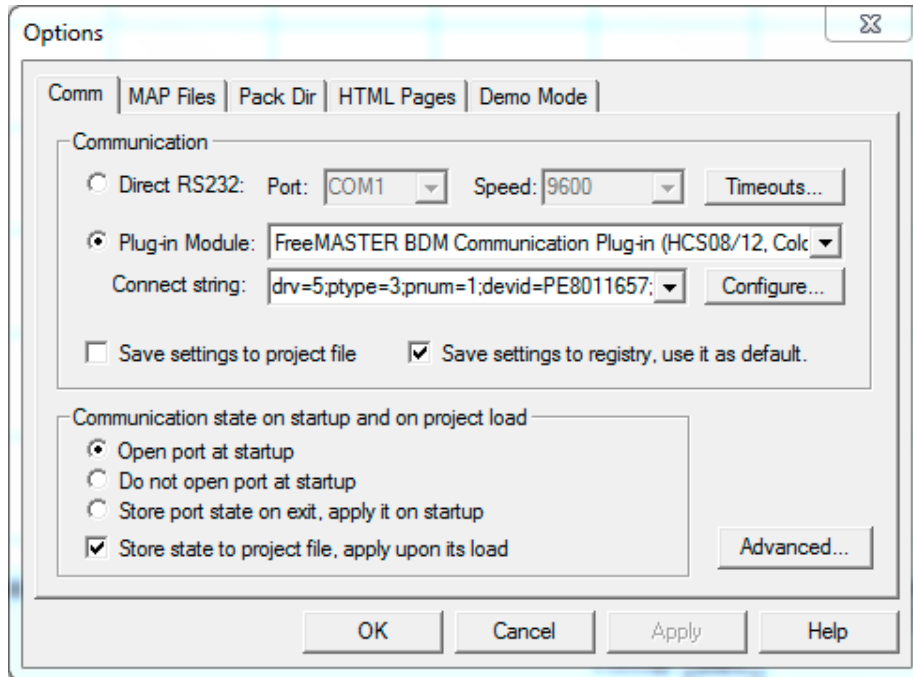 Options
Comm MAP Files Pack Dir HTML Pages Demo Mode
Communication
Direct RS232: Port: COM1 Speed: 9600 Timeouts...
Plug-in Module: FreeMASTER BDM Communication Plug-in (HCS08/12, Colc
Connect string: drv=5;ptype=3;pnum=1;devid=PE8011657; Configure...
Save settings to project file Save settings to registry, use it as default.
Communication state on startup and on project load
Open port at startup
Do not open port at startup
Store port state on exit, apply it on startup
Store state to project file, apply upon its load Advanced...
OK Cancel Apply Help